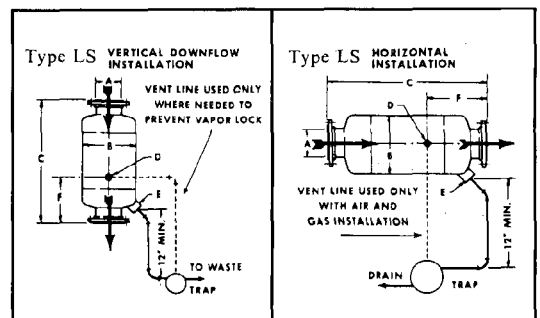 Type LS VERTICAL DOWNFLOW
INSTALLATION
A
VENT LINE USED ONLY
WHERE NEEDED TO
PREVENT VAPOR LOCK
B
C
D
E
F
12" MIN.
TO WASTE
TRAP
Type LS HORIZONTAL
INSTALLATION
C
D
F
A
B
E
VENT LINE USED ONLY
WITH AIR AND
GAS INSTALLATION
12" MIN.
DRAIN
TRAP